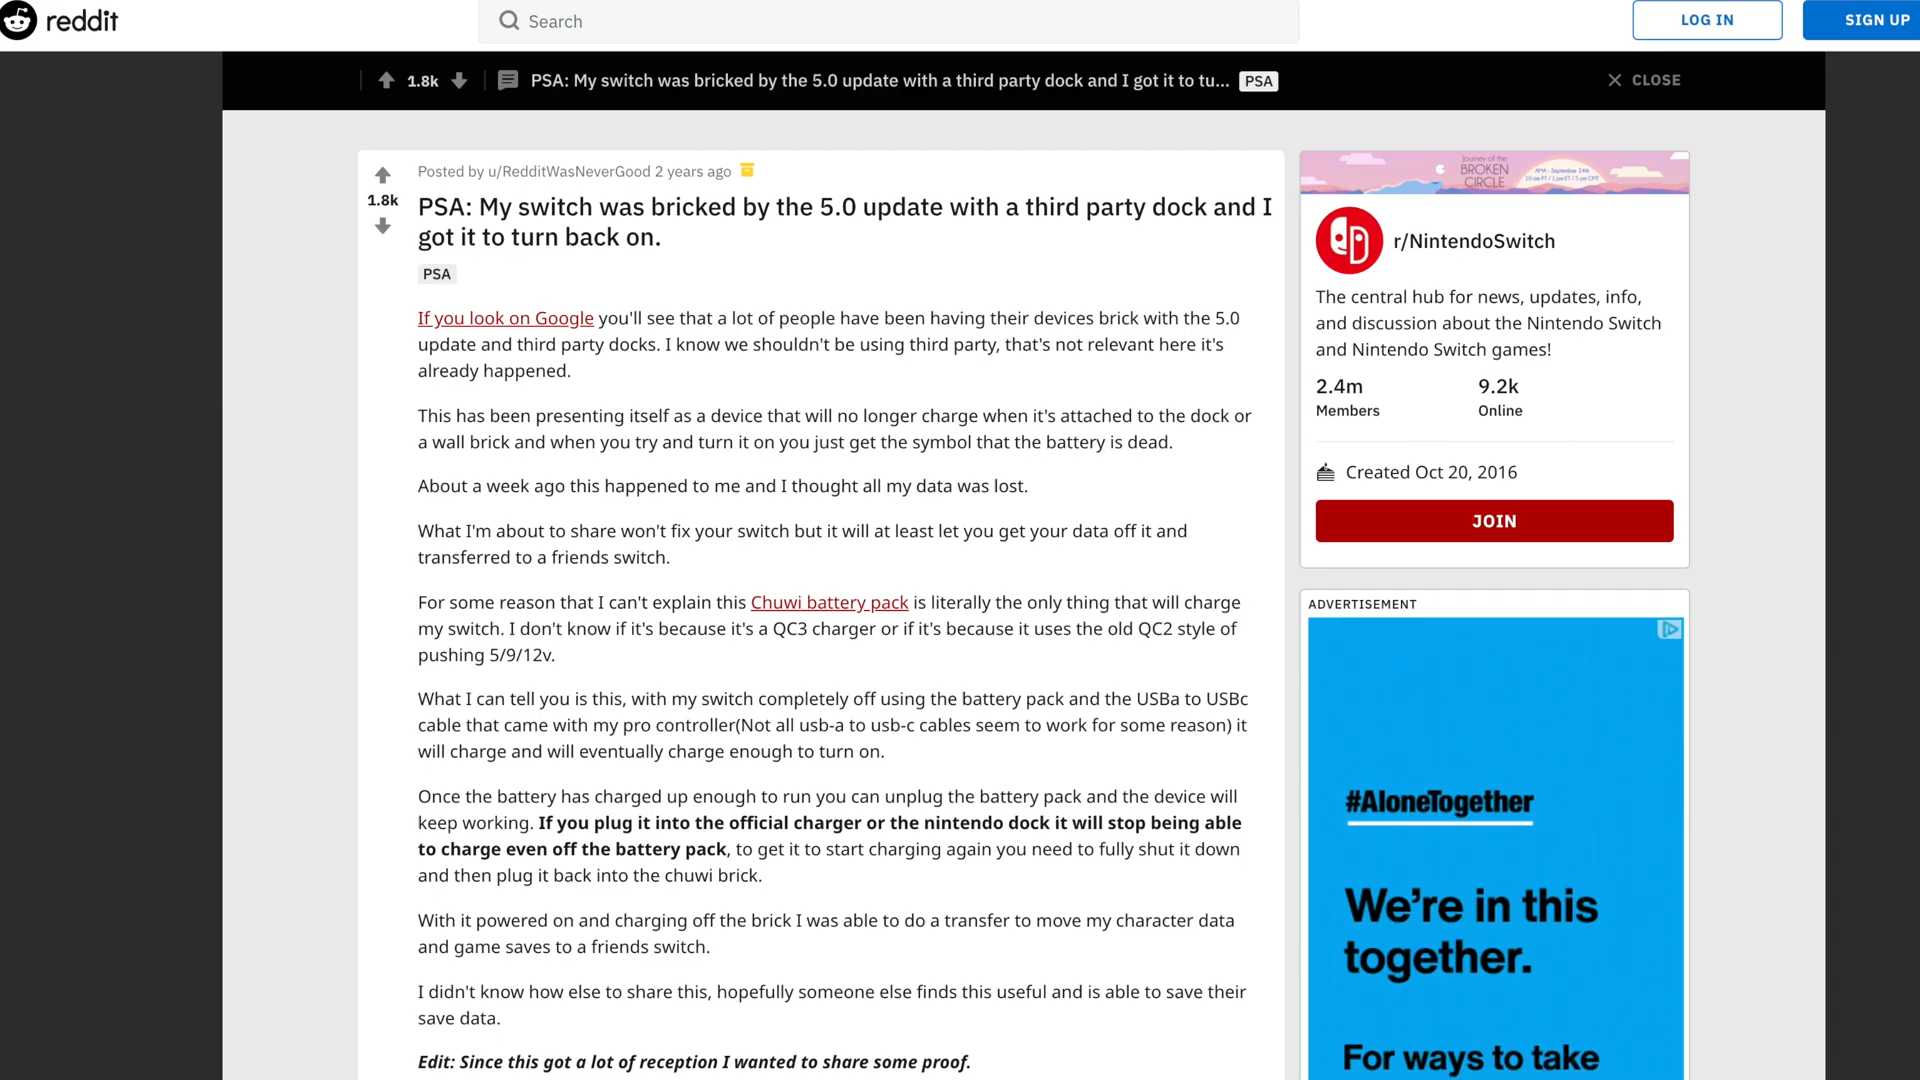 reddit
Search
LOG IN
SIGN UP
1.8k
PSA: My switch was bricked by the 5.0 update with a third party dock and I got it to tu...
PSA
CLOSE
Posted by u/RedditWasNeverGood 2 years ago
1.8k
PSA: My switch was bricked by the 5.0 update with a third party dock and I
got it to turn back on.
PSA
If you look on Google you'll see that a lot of people have been having their devices brick with the 5.0
update and third party docks. I know we shouldn't be using third party, that's not relevant here it's
already happened.
This has been presenting itself as a device that will no longer charge when it's attached to the dock or
a wall brick and when you try and turn it on you just get the symbol that the battery is dead.
About a week ago this happened to me and I thought all my data was lost.
What I'm about to share won't fix your switch but it will at least let you get your data off it and
transferred to a friends switch.
For some reason that I can't explain this Chuwi battery pack is literally the only thing that will charge
my switch. I don't know if it's because it's a QC3 charger or if it's because it uses the old QC2 style of
pushing 5/9/12v.
What I can tell you is this, with my switch completely off using the battery pack and the USBa to USBc
cable that came with my pro controller(Not all usb-a to usb-c cables seem to work for some reason) it
will charge and will eventually charge enough to turn on.
Once the battery has charged up enough to run you can unplug the battery pack and the device will
keep working. If you plug it into the official charger or the nintendo dock it will stop being able
to charge even off the battery pack, to get it to start charging again you need to fully shut it down
and then plug it back into the chuwi brick.
With it powered on and charging off the brick I was able to do a transfer to move my character data
and game saves to a friends switch.
I didn't know how else to share this, hopefully someone else finds this useful and is able to save their
save data.
Edit: Since this got a lot of reception I wanted to share some proof.
Journey of the
BROKEN
CIRCLE
AMA - September 24th
10 am PT / 1 pm ET / 5 pm GMT
r/NintendoSwitch
The central hub for news, updates, info,
and discussion about the Nintendo Switch
and Nintendo Switch games!
2.4m
Members
9.2k
Online
Created Oct 20, 2016
JOIN
ADVERTISEMENT
#AloneTogether
We're in this
together.
For ways to take